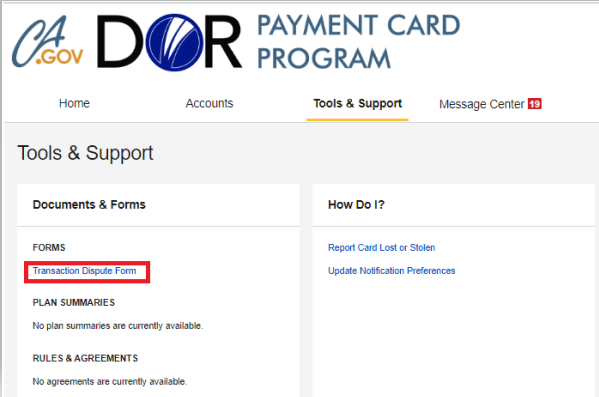 CA
.GOV
DOR
PAYMENT CARD
PROGRAM
Home Accounts Tools & Support Message Center 19
Tools & Support
Documents & Forms
FORMS
Transaction Dispute Form
PLAN SUMMARIES
No plan summaries are currently available.
RULES & AGREEMENTS
No agreements are currently available.
How Do I?
Report Card Lost or Stolen
Update Notification Preferences